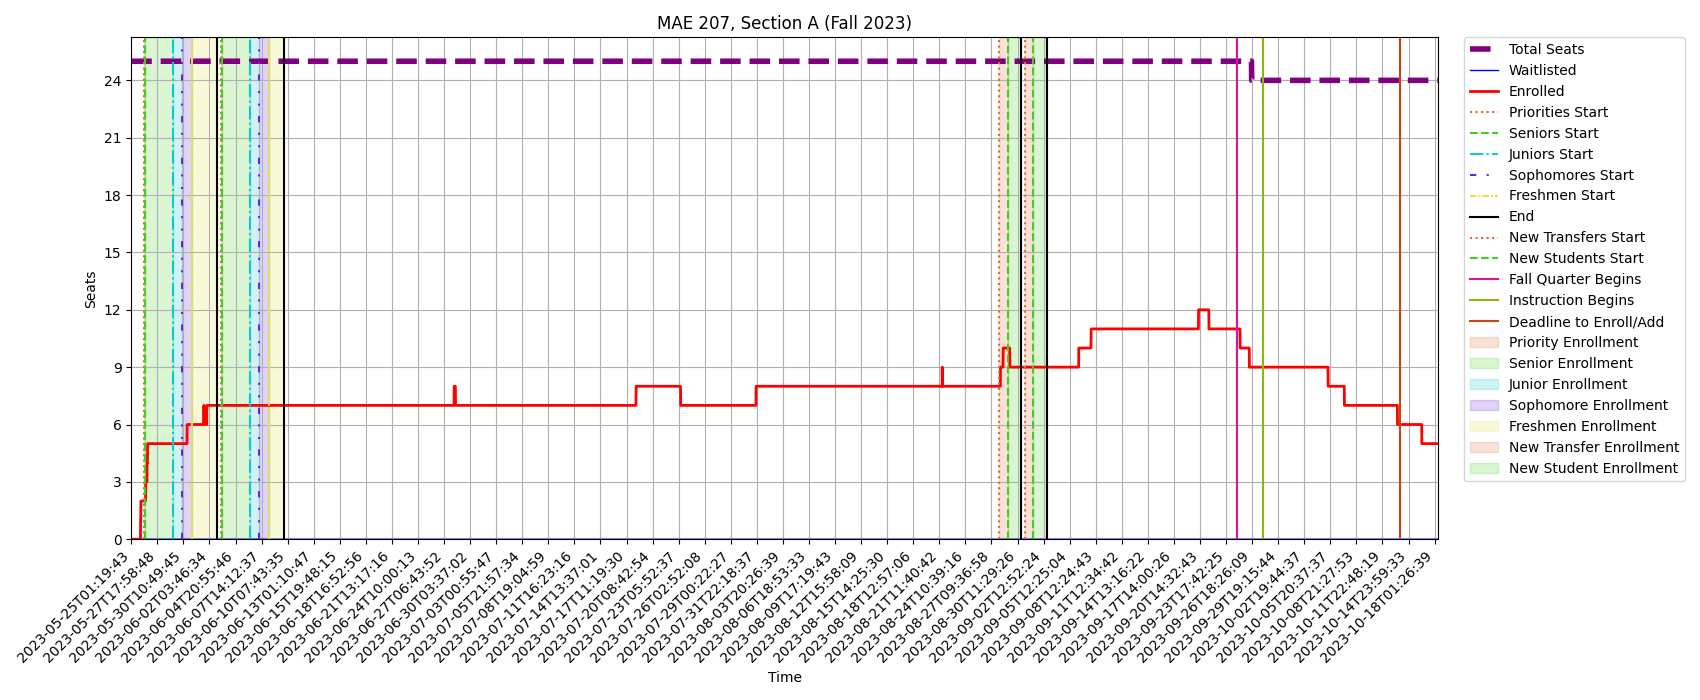 MAE 207, Section A (Fall 2023)
Seats
24
21
18
15
12
9
6
3
0
2023-05-25T01:19:43
2023-05-27T17:58:48
2023-05-30T10:49:45
2023-06-02T03:46:34
2023-06-04T20:55:46
2023-06-07T14:12:37
2023-06-10T07:43:35
2023-06-13T01:10:47
2023-06-15T19:48:15
2023-06-18T16:52:56
2023-06-21T13:17:16
2023-06-24T10:00:13
2023-06-27T06:43:52
2023-06-30T03:37:02
2023-07-03T00:55:47
2023-07-05T21:57:34
2023-07-08T19:04:59
2023-07-11T16:23:16
2023-07-14T13:37:01
2023-07-17T11:19:30
2023-07-20T08:42:54
2023-07-23T05:52:37
2023-07-26T02:52:08
2023-07-29T00:22:27
2023-07-31T22:18:37
2023-08-03T20:26:39
2023-08-06T18:53:33
2023-08-09T17:19:43
2023-08-12T15:58:09
2023-08-15T14:25:30
2023-08-18T12:57:06
2023-08-21T11:40:42
2023-08-24T10:39:16
2023-08-27T09:36:58
2023-08-30T11:29:26
2023-09-02T12:52:24
2023-09-05T12:25:04
2023-09-08T12:24:43
2023-09-11T12:34:42
2023-09-14T13:16:22
2023-09-17T14:00:26
2023-09-20T14:32:43
2023-09-23T17:42:25
2023-09-26T18:26:09
2023-09-29T19:15:44
2023-10-02T19:44:37
2023-10-05T20:37:37
2023-10-08T21:27:53
2023-10-11T22:48:19
2023-10-14T23:59:33
2023-10-18T01:26:39
Time
Total Seats
Waitlisted
Enrolled
Priorities Start
Seniors Start
Juniors Start
Sophomores Start
Freshmen Start
End
New Transfers Start
New Students Start
Fall Quarter Begins
Instruction Begins
Deadline to Enroll/Add
Priority Enrollment
Senior Enrollment
Junior Enrollment
Sophomore Enrollment
Freshmen Enrollment
New Transfer Enrollment
New Student Enrollment